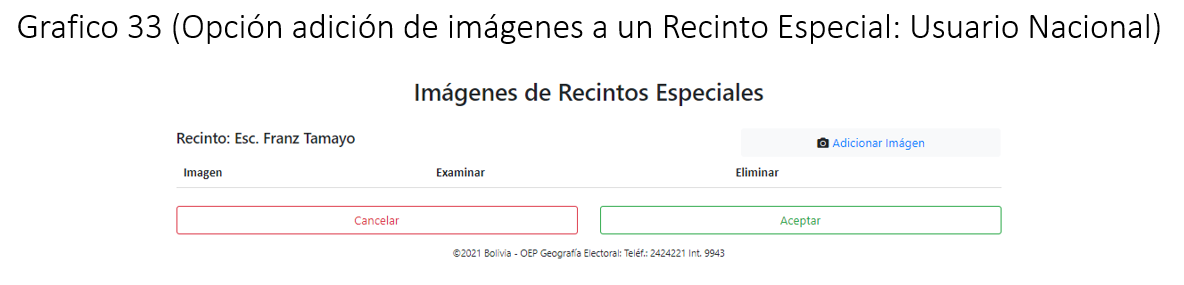 Grafico 33 (Opción adición de imágenes a un Recinto Especial: Usuario Nacional)
Imágenes de Recintos Especiales
Recinto: Esc. Franz Tamayo
Adicionar Imágen
Imagen Examinar Eliminar
Cancelar Aceptar
©2021 Bolivia - OEP Geografía Electoral: Teléf.: 2424221 Int. 9943